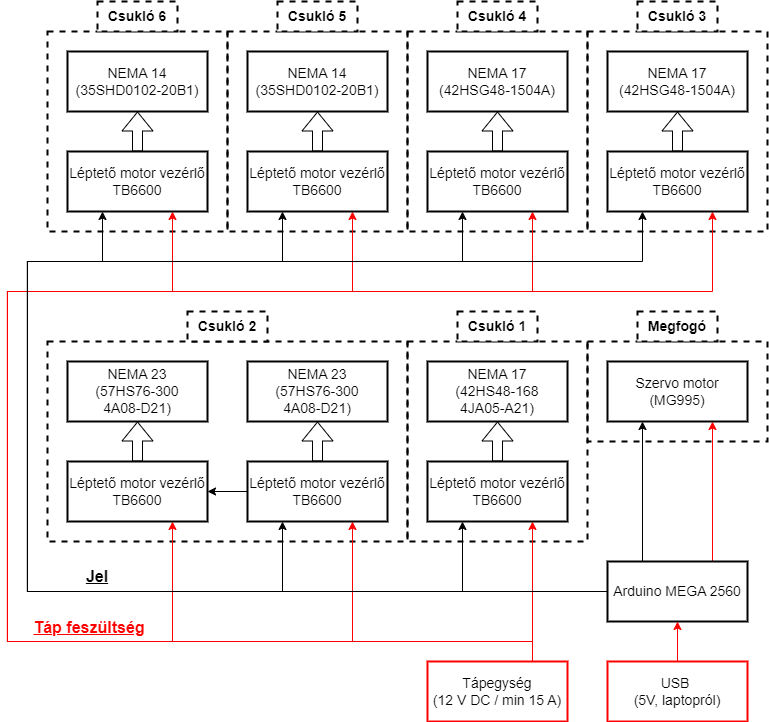 Csukló 6
Csukló 5
Csukló 4
Csukló 3
NEMA 14
(35SHD0102-20B1)
NEMA 14
(35SHD0102-20B1)
NEMA 17
(42HSG48-1504A)
NEMA 17
(42HSG48-1504A)
Léptető motor vezérlő
TB6600
Léptető motor vezérlő
TB6600
Léptető motor vezérlő
TB6600
Léptető motor vezérlő
TB6600
Csukló 2
Csukló 1
Megfogó
NEMA 23
(57HS76-300
4A08-D21)
NEMA 23
(57HS76-300
4A08-D21)
NEMA 17
(42HS48-168
4JA05-A21)
Szervo motor
(MG995)
Léptető motor vezérlő
TB6600
Léptető motor vezérlő
TB6600
Léptető motor vezérlő
TB6600
Jel
Arduino MEGA 2560
Táp feszültség
Tápegység
(12 V DC / min 15 A)
USB
(5V, laptopról)